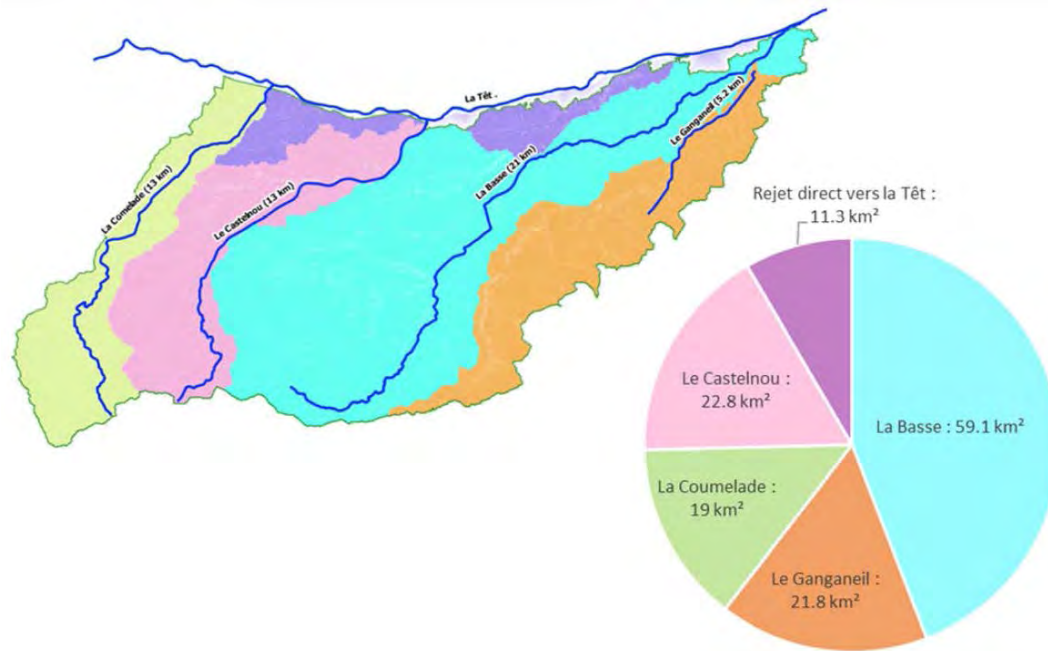 La Têt .
La Comelade (13 km)
Le Castelnou (13 km)
La Basse (21 km)
Le Ganganeil (5.2 km)
Rejet direct vers la Têt :
11.3 km²
Le Castelnou :
22.8 km²
La Basse : 59.1 km²
La Coumelade :
19 km²
Le Ganganeil :
21.8 km²